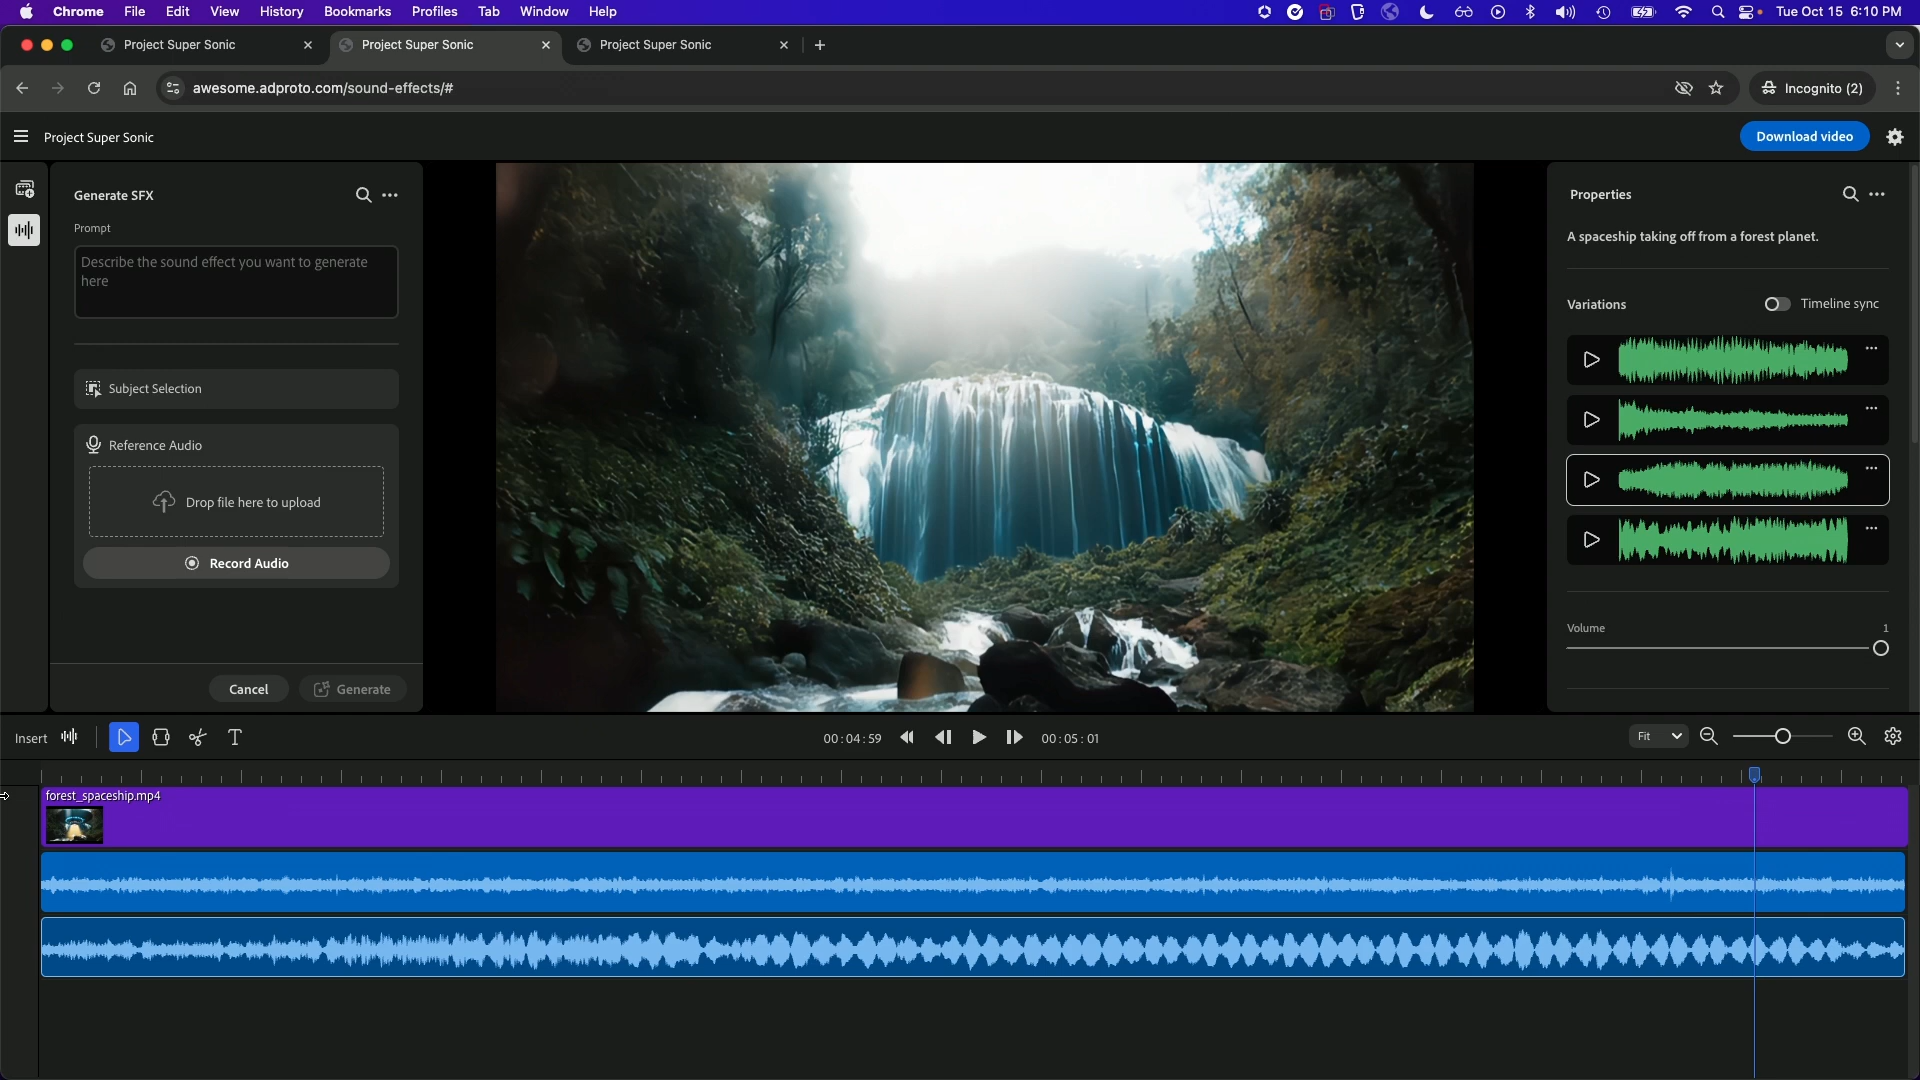 Chrome File Edit View History Bookmarks Profiles Tab Window Help Tue Oct 15 6:10 PM
Project Super Sonic Project Super Sonic Project Super Sonic
awesome.adproto.com/sound-effects/# Incognito (2)
Project Super Sonic Download video
Generate SFX
Prompt
Describe the sound effect you want to generate
here
Subject Selection
Reference Audio
Drop file here to upload
Record Audio
Cancel Generate
Properties
A spaceship taking off from a forest planet.
Variations Timeline sync
Volume 1
Insert T 00:04:59 00:05:01 Fit
forest_spaceship.mp4